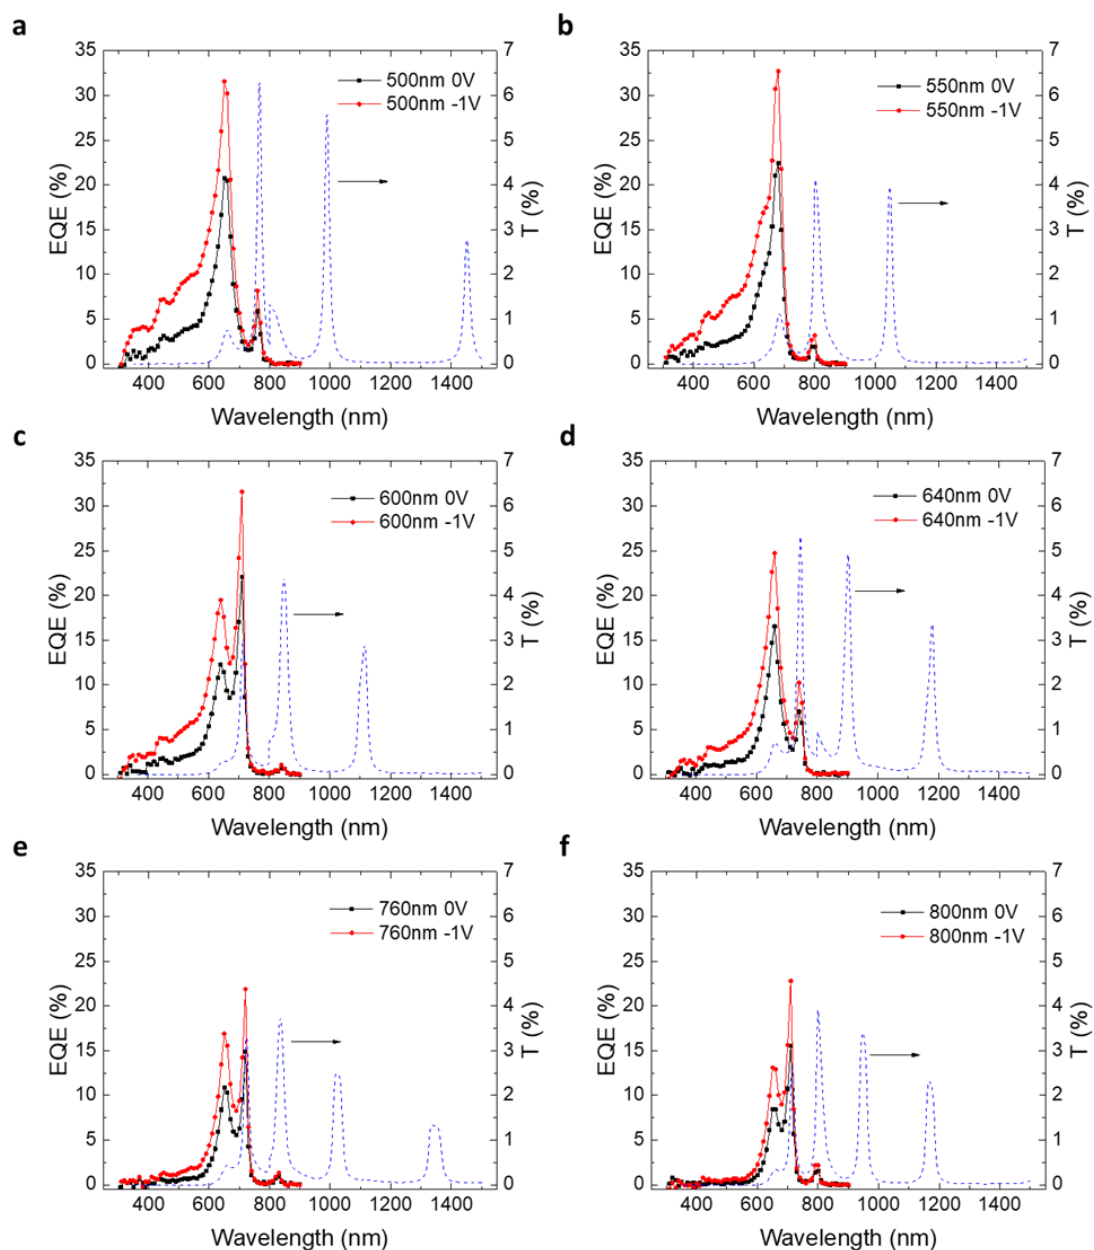 a
35
30
25
20
15
10
5
0
EQE (%)
500nm 0V
500nm -1V
7
6
5
4
3
2
1
0
T (%)
400 600 800 1000 1200 1400
Wavelength (nm)
b
35
30
25
20
15
10
5
0
EQE (%)
550nm 0V
550nm -1V
7
6
5
4
3
2
1
0
T (%)
400 600 800 1000 1200 1400
Wavelength (nm)
c
35
30
25
20
15
10
5
0
EQE (%)
600nm 0V
600nm -1V
7
6
5
4
3
2
1
0
T (%)
400 600 800 1000 1200 1400
Wavelength (nm)
d
35
30
25
20
15
10
5
0
EQE (%)
640nm 0V
640nm -1V
7
6
5
4
3
2
1
0
T (%)
400 600 800 1000 1200 1400
Wavelength (nm)
e
35
30
25
20
15
10
5
0
EQE (%)
760nm 0V
760nm -1V
7
6
5
4
3
2
1
0
T (%)
400 600 800 1000 1200 1400
Wavelength (nm)
f
35
30
25
20
15
10
5
0
EQE (%)
800nm 0V
800nm -1V
7
6
5
4
3
2
1
0
T (%)
400 600 800 1000 1200 1400
Wavelength (nm)